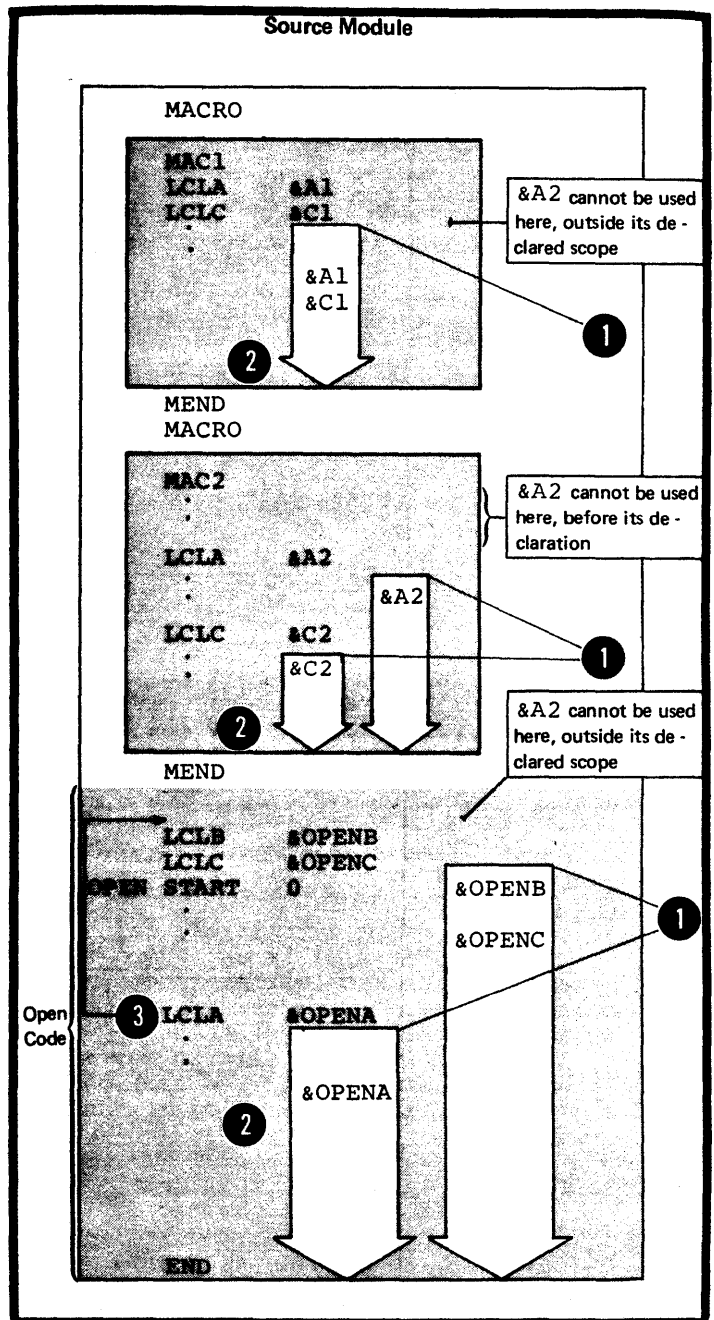 Source Module
MACRO
MAC1
LCLA &A1
LCLC &C1
.
.
&A2 cannot be used
here, outside its de -
clared scope
&A1
&C1
1
2
MEND
MACRO
MAC2
.
.
&A2 cannot be used
here, before its de -
claration
LCLA &A2
.
.
&A2
LCLC &C2
.
.
&C2
1
2
&A2 cannot be used
here, outside its de -
clared scope
MEND
LCLB &OPENB
LCLC &OPENC
OPEN START 0
.
.
&OPENB
&OPENC
1
Open
Code
3 LCLA &OPENA
.
.
&OPENA
2
END